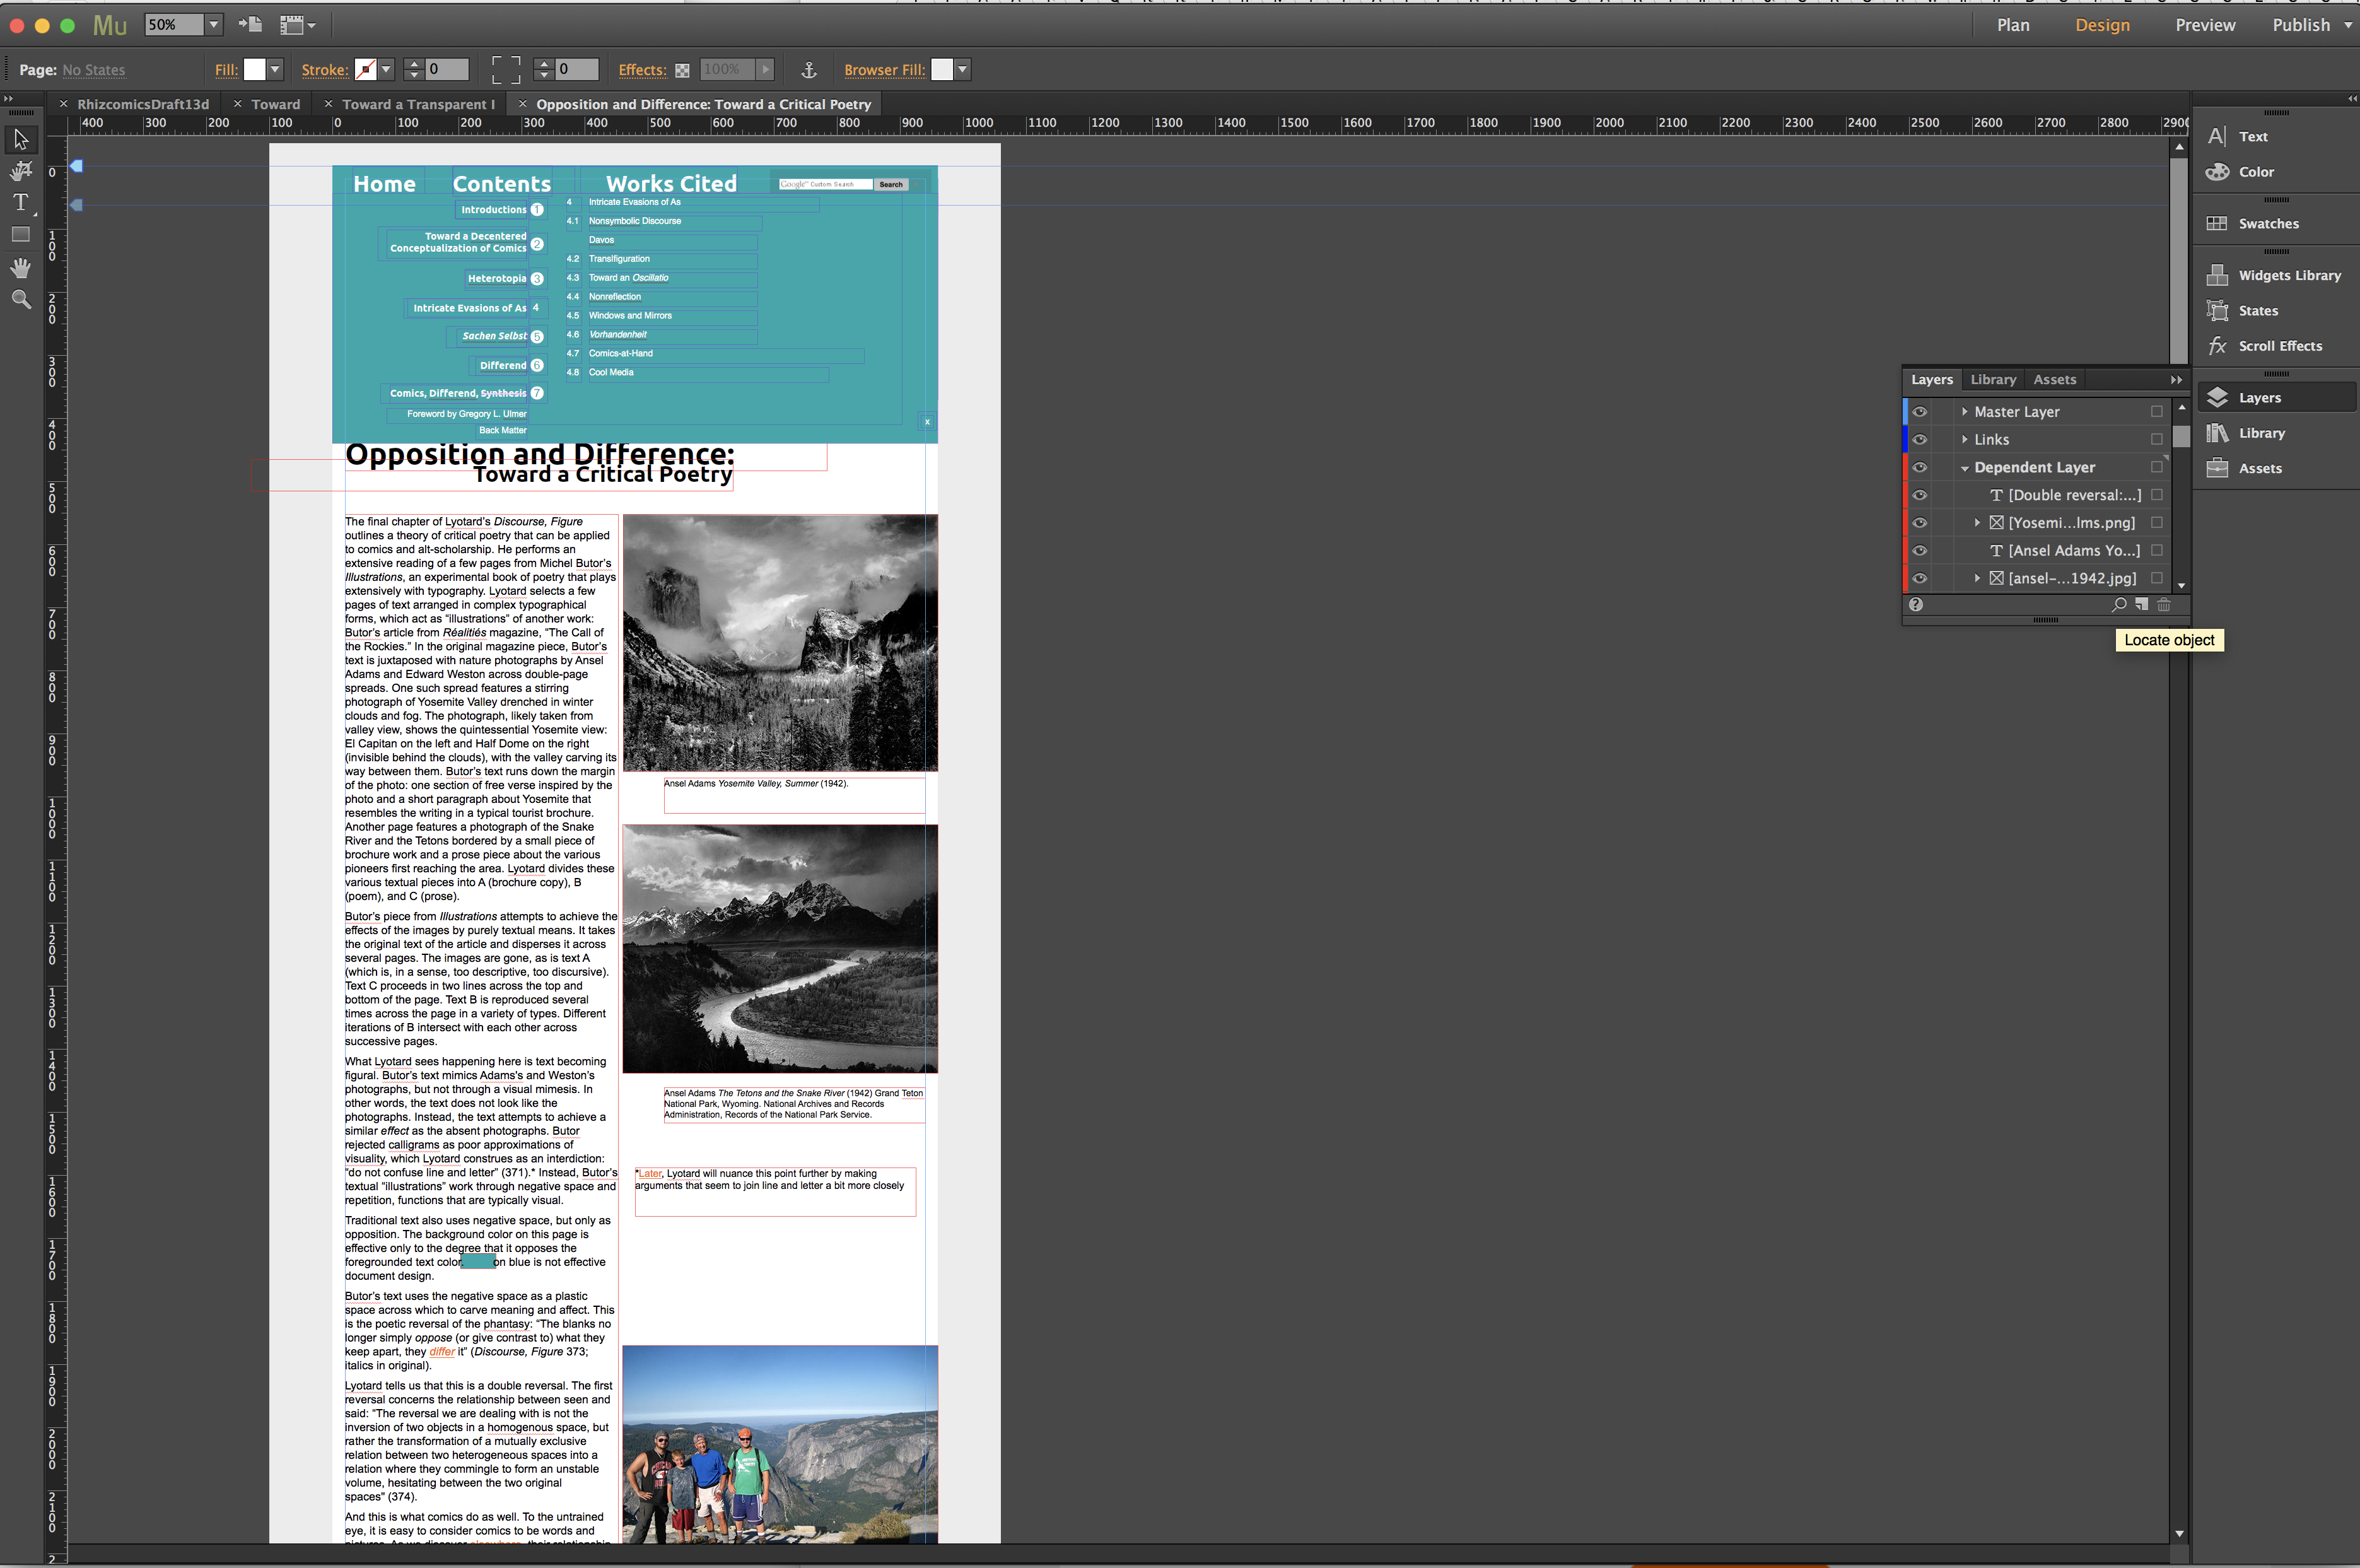 Mu
50%
Plan
Design
Preview
Publish
Page: No States
Fill:
Stroke:
0
0
Effects:
100%
Browser Fill:
RhizcomicsDraft13d
Toward
Toward a Transparent I
Opposition and Difference: Toward a Critical Poetry
400 300 200 100 0 100 200 300 400 500 600 700 800 900 1000 1100 1200 1300 1400 1500 1600 1700 1800 1900 2000 2100 2200 2300 2400 2500 2600 2700 2800 2900
0
100
200
300
400
500
600
700
800
900
1000
1100
1200
1300
1400
1500
1600
1700
1800
1900
2000
2100
2
T
Home
Contents
Works Cited
Google™ Custom Search
Search
Introductions 1
Toward a Decentered
Conceptualization of Comics 2
Heterotopia 3
Intricate Evasions of As 4
Sachen Selbst 5
Differend 6
Comics, Differend, Synthesis 7
Foreword by Gregory L. Ulmer
Back Matter
4 Intricate Evasions of As
4.1 Nonsymbolic Discourse
Davos
4.2 Translfiguration
4.3 Toward an Oscillatio
4.4 Nonreflection
4.5 Windows and Mirrors
4.6 Vorhandenheit
4.7 Comics-at-Hand
4.8 Cool Media
x
Opposition and Difference:
Toward a Critical Poetry
The final chapter of Lyotard's Discourse, Figure
outlines a theory of critical poetry that can be applied
to comics and alt-scholarship. He performs an
extensive reading of a few pages from Michel Butor's
Illustrations, an experimental book of poetry that plays
extensively with typography. Lyotard selects a few
pages of text arranged in complex typographical
forms, which act as “illustrations” of another work:
Butor's article from Réalitiés magazine, “The Call of
the Rockies.” In the original magazine piece, Butor's
text is juxtaposed with nature photographs by Ansel
Adams and Edward Weston across double-page
spreads. One such spread features a stirring
photograph of Yosemite Valley drenched in winter
clouds and fog. The photograph, likely taken from
valley view, shows the quintessential Yosemite view:
El Capitan on the left and Half Dome on the right
(invisible behind the clouds), with the valley carving its
way between them. Butor's text runs down the margin
of the photo: one section of free verse inspired by the
photo and a short paragraph about Yosemite that
resembles the writing in a typical tourist brochure.
Another page features a photograph of the Snake
River and the Tetons bordered by a small piece of
brochure work and a prose piece about the various
pioneers first reaching the area. Lyotard divides these
various textual pieces into A (brochure copy), B
(poem), and C (prose).
Butor's piece from Illustrations attempts to achieve the
effects of the images by purely textual means. It takes
the original text of the article and disperses it across
several pages. The images are gone, as is text A
(which is, in a sense, too descriptive, too discursive).
Text C proceeds in two lines across the top and
bottom of the page. Text B is reproduced several
times across the page in a variety of types. Different
iterations of B intersect with each other across
successive pages.
What Lyotard sees happening here is text becoming
figural. Butor's text mimics Adams's and Weston's
photographs, but not through a visual mimesis. In
other words, the text does not look like the
photographs. Instead, the text attempts to achieve a
similar effect as the absent photographs. Butor
rejected calligrams as poor approximations of
visuality, which Lyotard construes as an interdiction:
“do not confuse line and letter” (371).* Instead, Butor's
textual “illustrations” work through negative space and
repetition, functions that are typically visual.
Traditional text also uses negative space, but only as
opposition. The background color on this page is
effective only to the degree that it opposes the
foregrounded text color. on blue is not effective
document design.
Butor's text uses the negative space as a plastic
space across which to carve meaning and affect. This
is the poetic reversal of the phantasy: “The blanks no
longer simply oppose (or give contrast to) what they
keep apart, they differ it” (Discourse, Figure 373;
italics in original).
Lyotard tells us that this is a double reversal. The first
reversal concerns the relationship between seen and
said: “The reversal we are dealing with is not the
inversion of two objects in a homogenous space, but
rather the transformation of a mutually exclusive
relation between two heterogeneous spaces into a
relation where they commingle to form an unstable
volume, hesitating between the two original
spaces” (374).
And this is what comics do as well. To the untrained
eye, it is easy to consider comics to be words and
pictures. As we discover elsewhere, their relationship
Ansel Adams Yosemite Valley, Summer (1942).
Ansel Adams The Tetons and the Snake River (1942) Grand Teton
National Park, Wyoming. National Archives and Records
Administration, Records of the National Park Service.
*Later, Lyotard will nuance this point further by making
arguments that seem to join line and letter a bit more closely
Layers
Library
Assets
Master Layer
Links
Dependent Layer
T [Double reversal:...]
[Yosemi...lms.png]
T [Ansel Adams Yo...]
[ansel-...1942.jpg]
?
Locate object
A Text
Color
Swatches
Widgets Library
States
fx Scroll Effects
Layers
Library
Assets